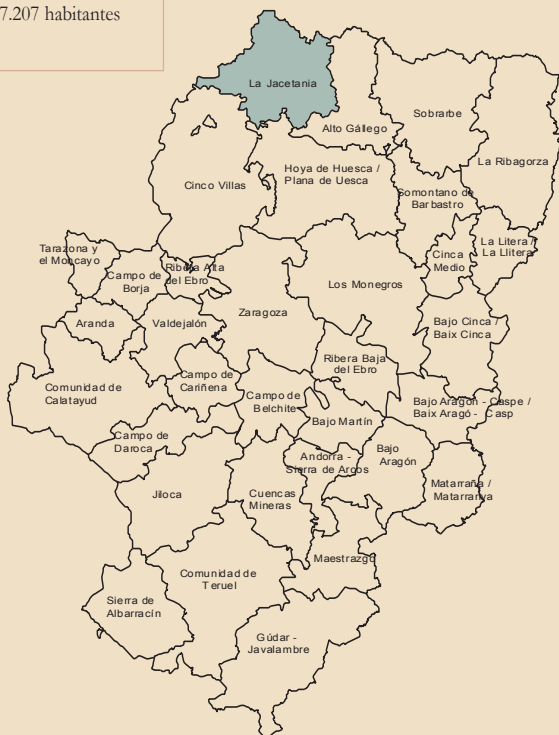 7.207 habitantes
La Jacetania
Alto Gállego
Sobrarbe
La Ribagorza
Cinco Villas
Hoya de Huesca /
Plana de Uesca
Somontano de
Barbastro
La Litera /
La Llitera
Cinca
Medio
Tarazona y
el Moncayo
Campo de
Borja
Ribera Alta
del Ebro
Los Monegros
Zaragoza
Aranda
Valdejalón
Bajo Cinca /
Baix Cinca
Ribera Baja
del Ebro
Comunidad de
Calatayud
Campo de
Cariñena
Campo de
Belchite
Bajo Aragón - Caspe /
Baix Aragó - Casp
Bajo Martín
Campo de
Daroca
Andorra -
Sierra de Arcos
Bajo
Aragón
Matarraña /
Matarranya
Jiloca
Cuencas
Mineras
Maestrazgo
Comunidad de
Teruel
Sierra de
Albarracín
Gúdar -
Javalambre